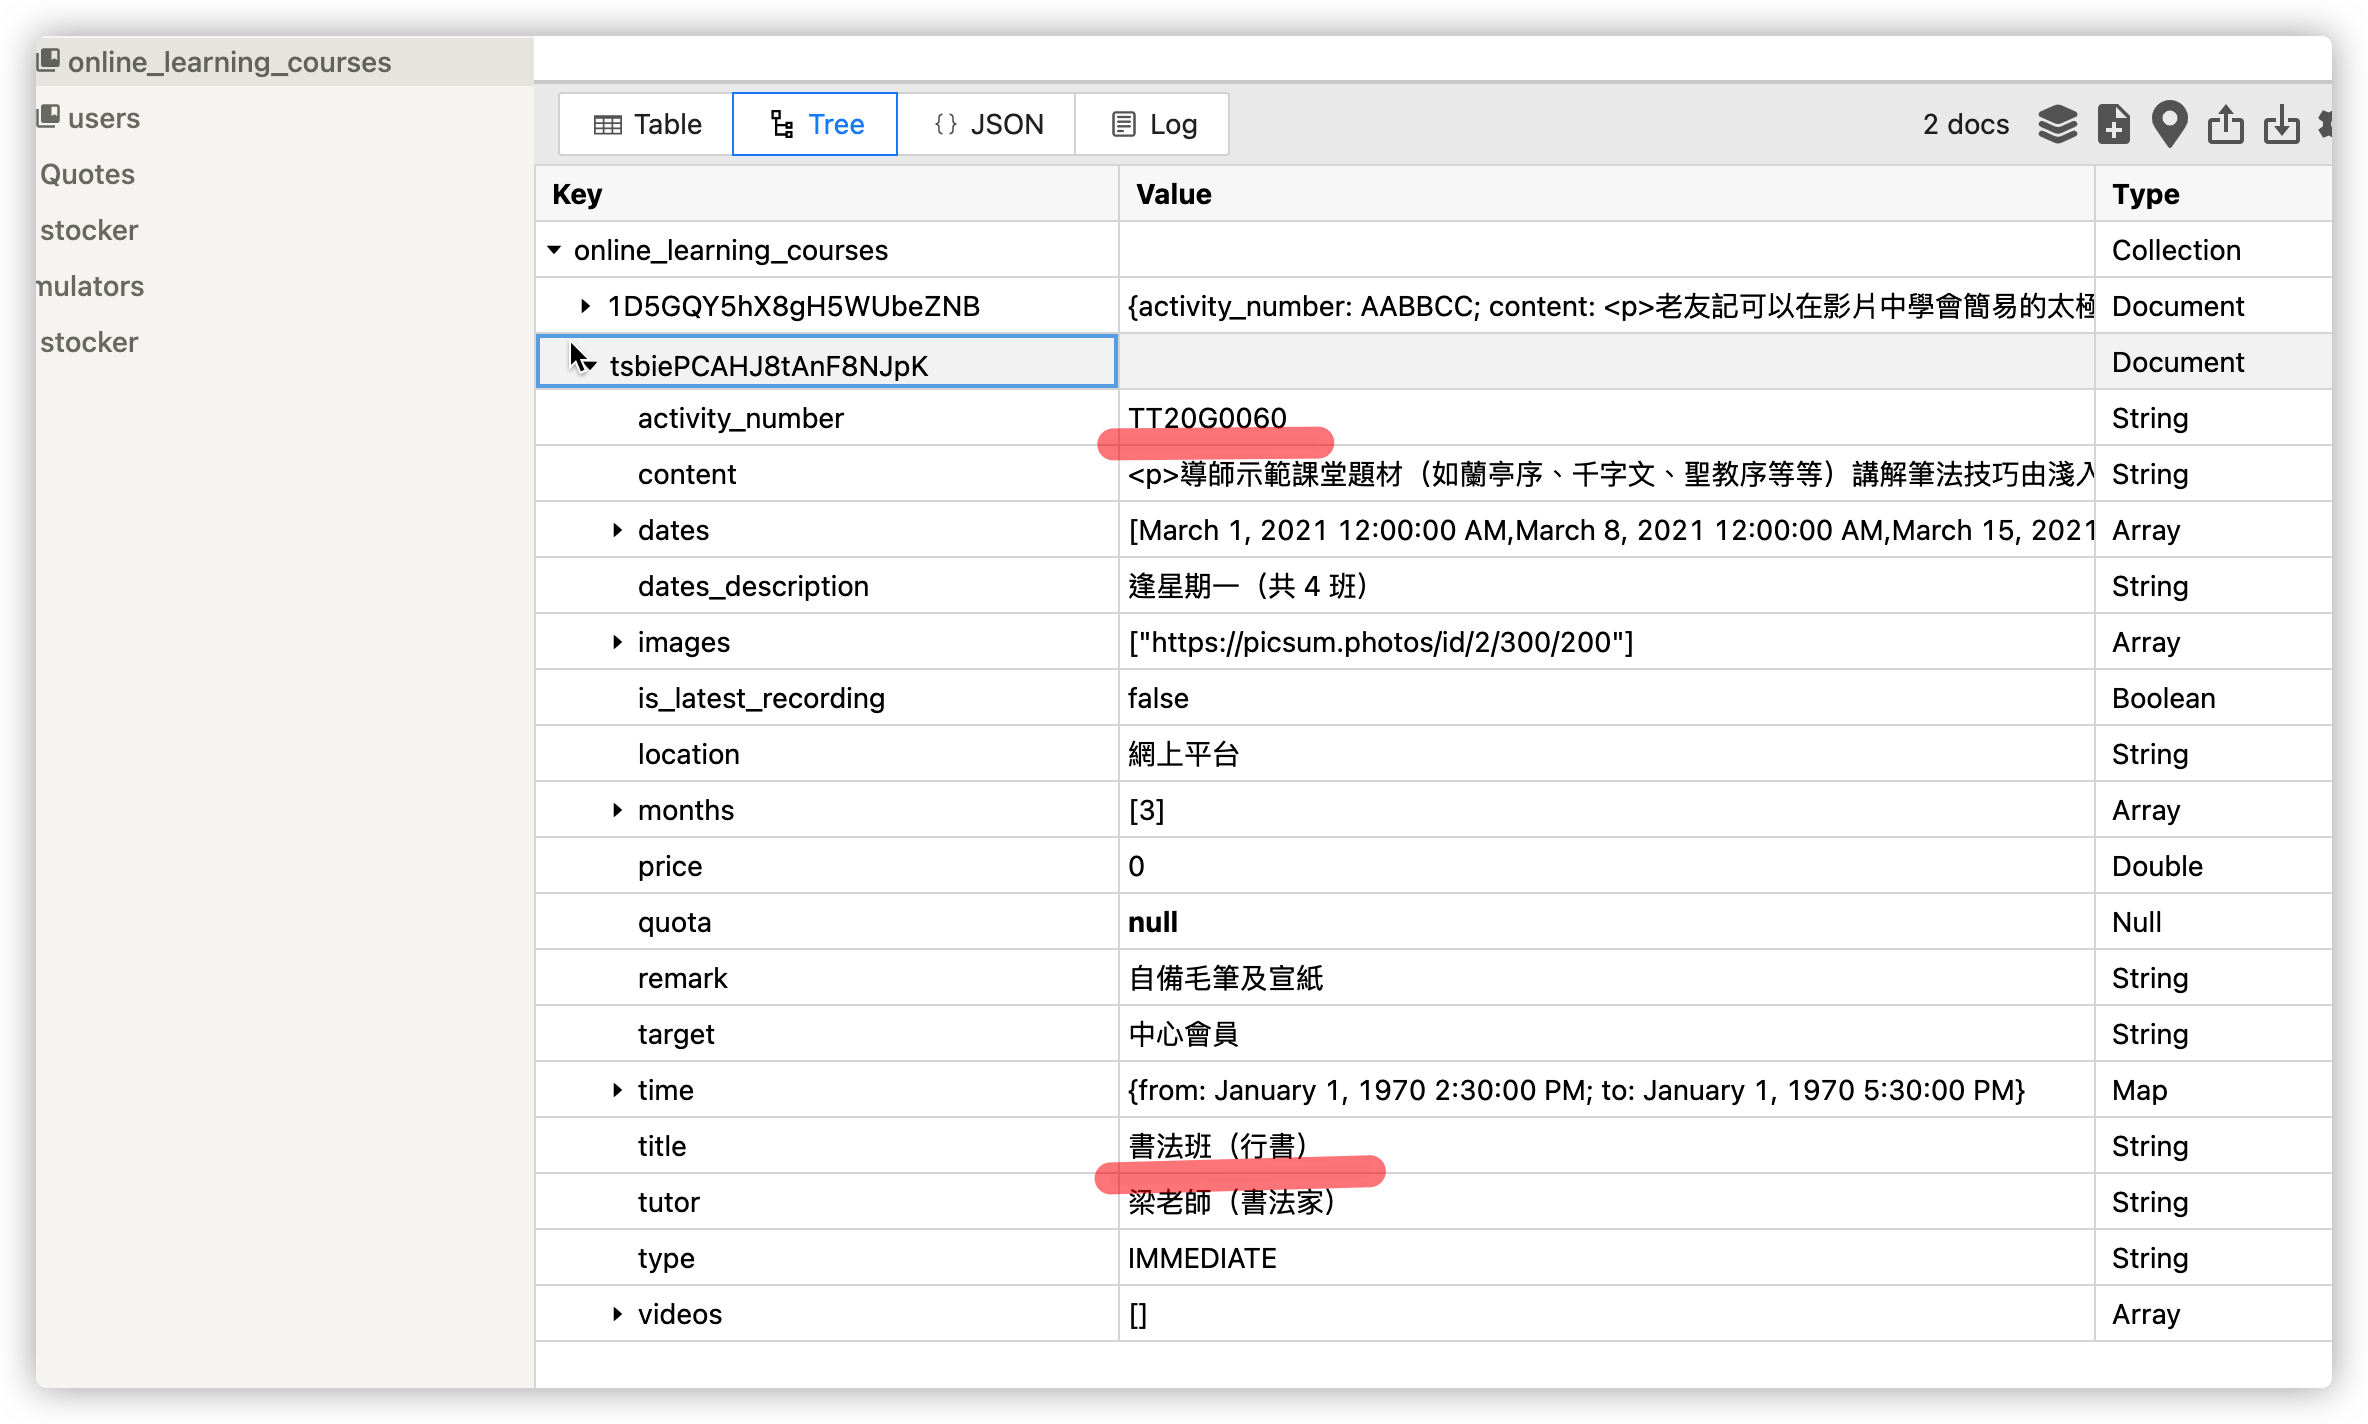 online_learning_courses
users
Quotes
stocker
mulators
stocker
Table
Tree
{} JSON
Log
2 docs
Key Value Type
online_learning_courses Collection
1D5GQY5hX8gH5WUbeZNB {activity_number: AABBCC; content: <p>老友記可以在影片中學會簡易的太極 Document
tsbiePCAHJ8tAnF8NJpK Document
activity_number TT20G0060 String
content <p>導師示範課堂題材（如蘭亭序、千字文、聖教序等等）講解筆法技巧由淺入 String
dates [March 1, 2021 12:00:00 AM,March 8, 2021 12:00:00 AM,March 15, 2021 Array
dates_description 逢星期一（共 4 班） String
images ["https://picsum.photos/id/2/300/200"] Array
is_latest_recording false Boolean
location 網上平台 String
months [3] Array
price 0 Double
quota null Null
remark 自備毛筆及宣紙 String
target 中心會員 String
time {from: January 1, 1970 2:30:00 PM; to: January 1, 1970 5:30:00 PM} Map
title 書法班（行書） String
tutor 梁老師（書法家） String
type IMMEDIATE String
videos [] Array